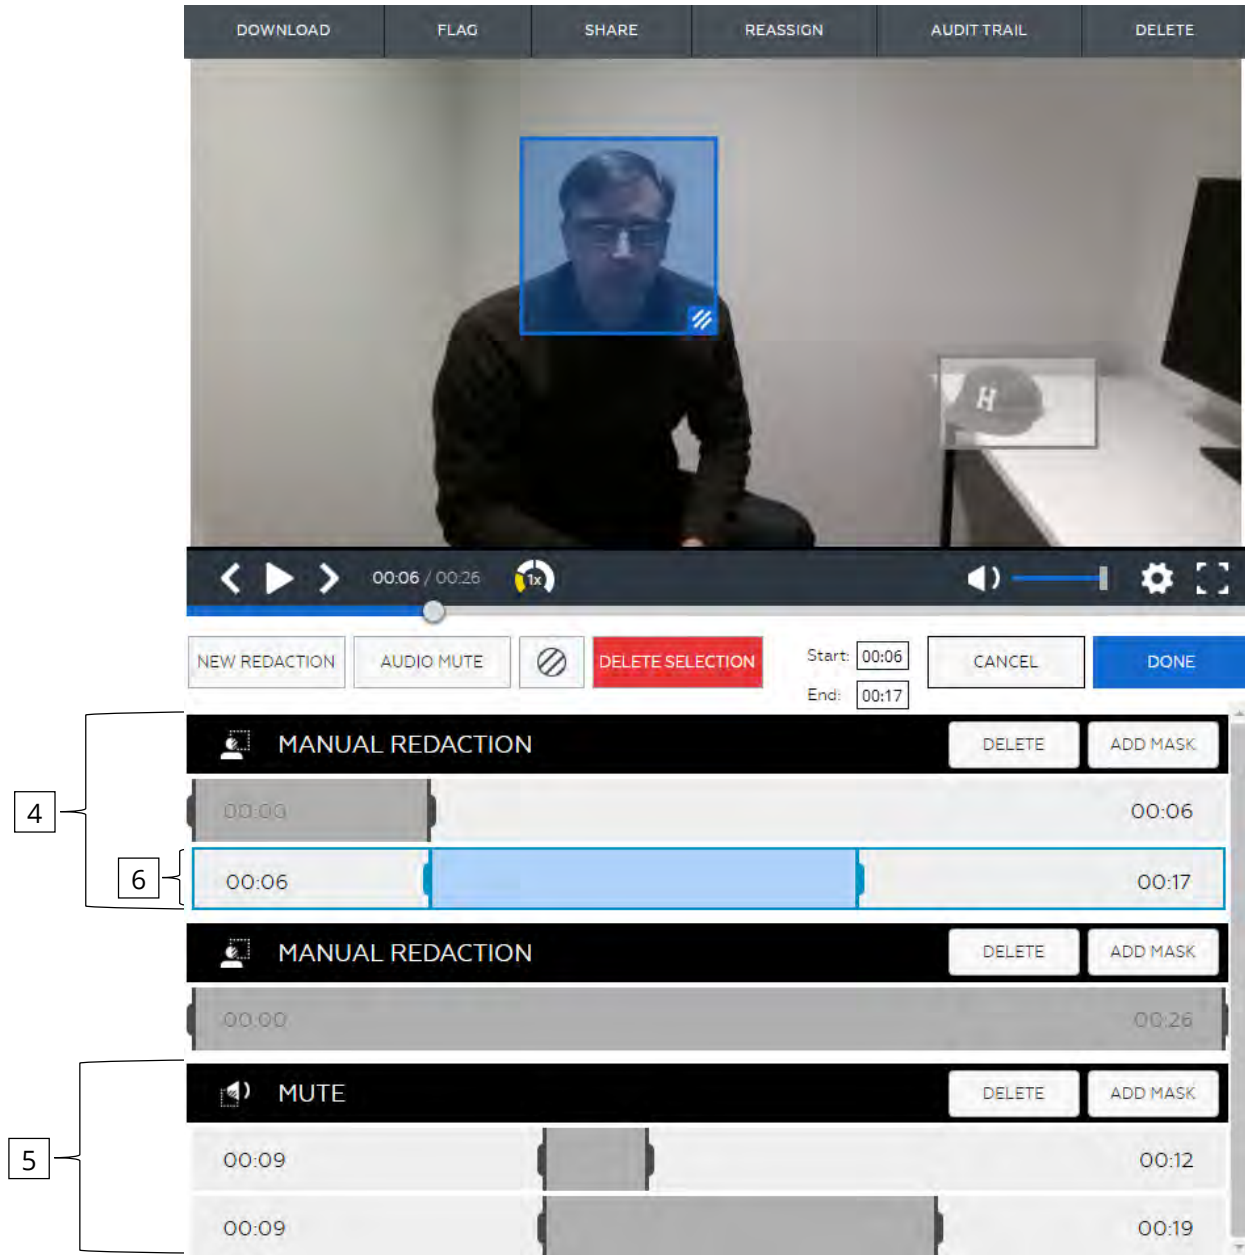 DOWNLOAD FLAG SHARE REASSIGN AUDIT TRAIL DELETE
H
00:06 / 00:26 1x
NEW REDACTION AUDIO MUTE DELETE SELECTION Start: 00:06 CANCEL DONE
End: 00:17
MANUAL REDACTION DELETE ADD MASK
4 00:00 00:06
6 00:06 00:17
MANUAL REDACTION DELETE ADD MASK
00:00 00:26
MUTE DELETE ADD MASK
5 00:09 00:12
00:09 00:19